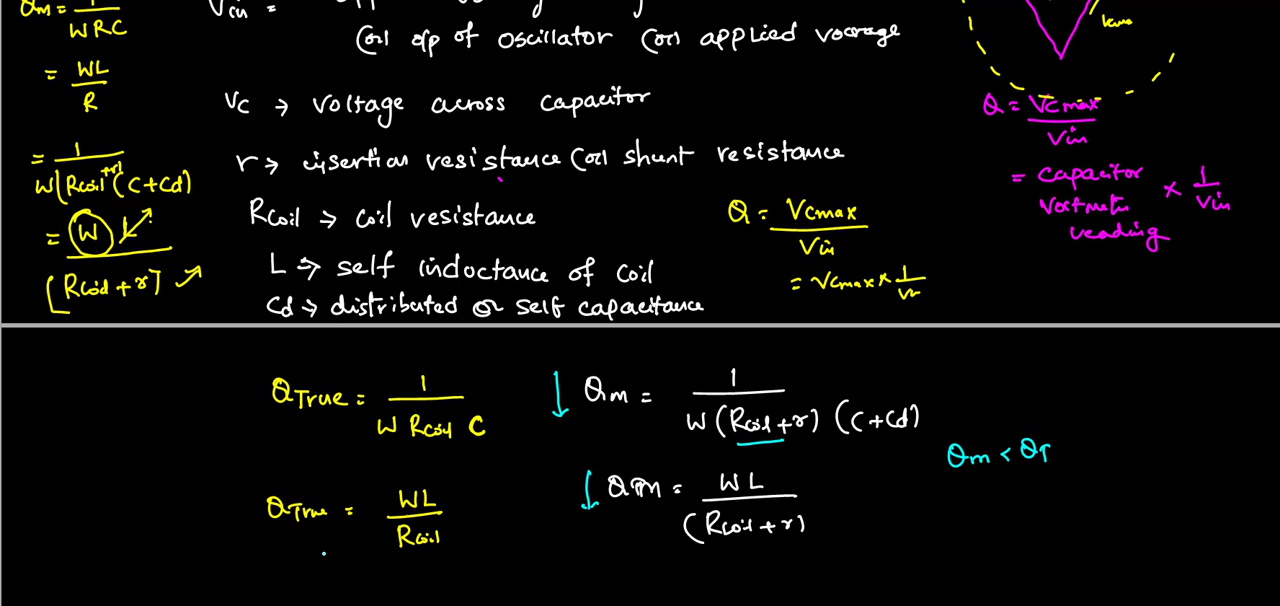 Qm = 1
WRC
Vin =
(or) o/p of oscillator (or) applied voltage
Vcmax
= WL
R
Vc → voltage across capacitor
Q = Vcmax
Vin
= 1
W(Rcoil+r)(C+Cd)
r → insertion resistance (or) shunt resistance
= capacitor voltmeter reading × 1
Vin
= WL
[Rcoil+r]
Rcoil → coil resistance
Q = Vcmax
Vin
L → self inductance of coil
= Vcmax ×
Cd → distributed or self capacitance
QTrue = 1
W Rcoil C
↓ Qm = 1
W (Rcoil+r) (C+Cd)
Qm < QT
QTrue = WL
Rcoil
↓ Qm = WL
(Rcoil+r)